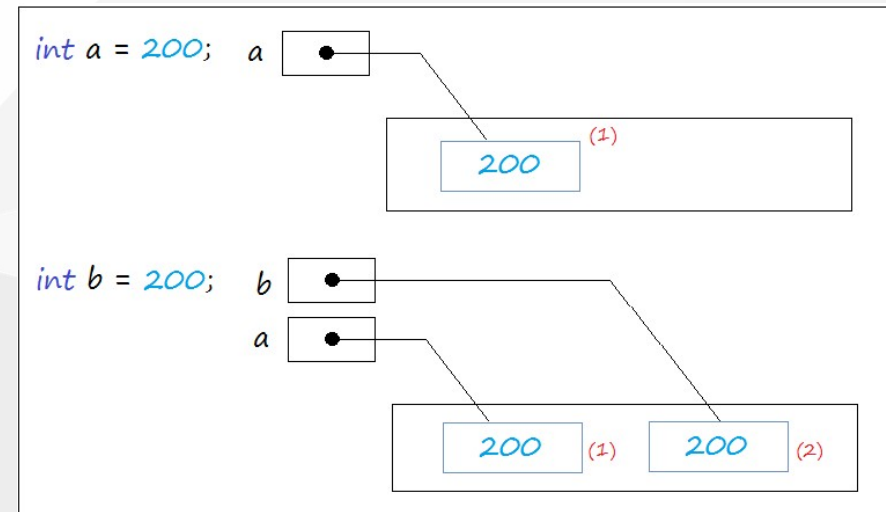 int a = 200; a
200 (1)
int b = 200; b
a
200 (1) 200 (2)